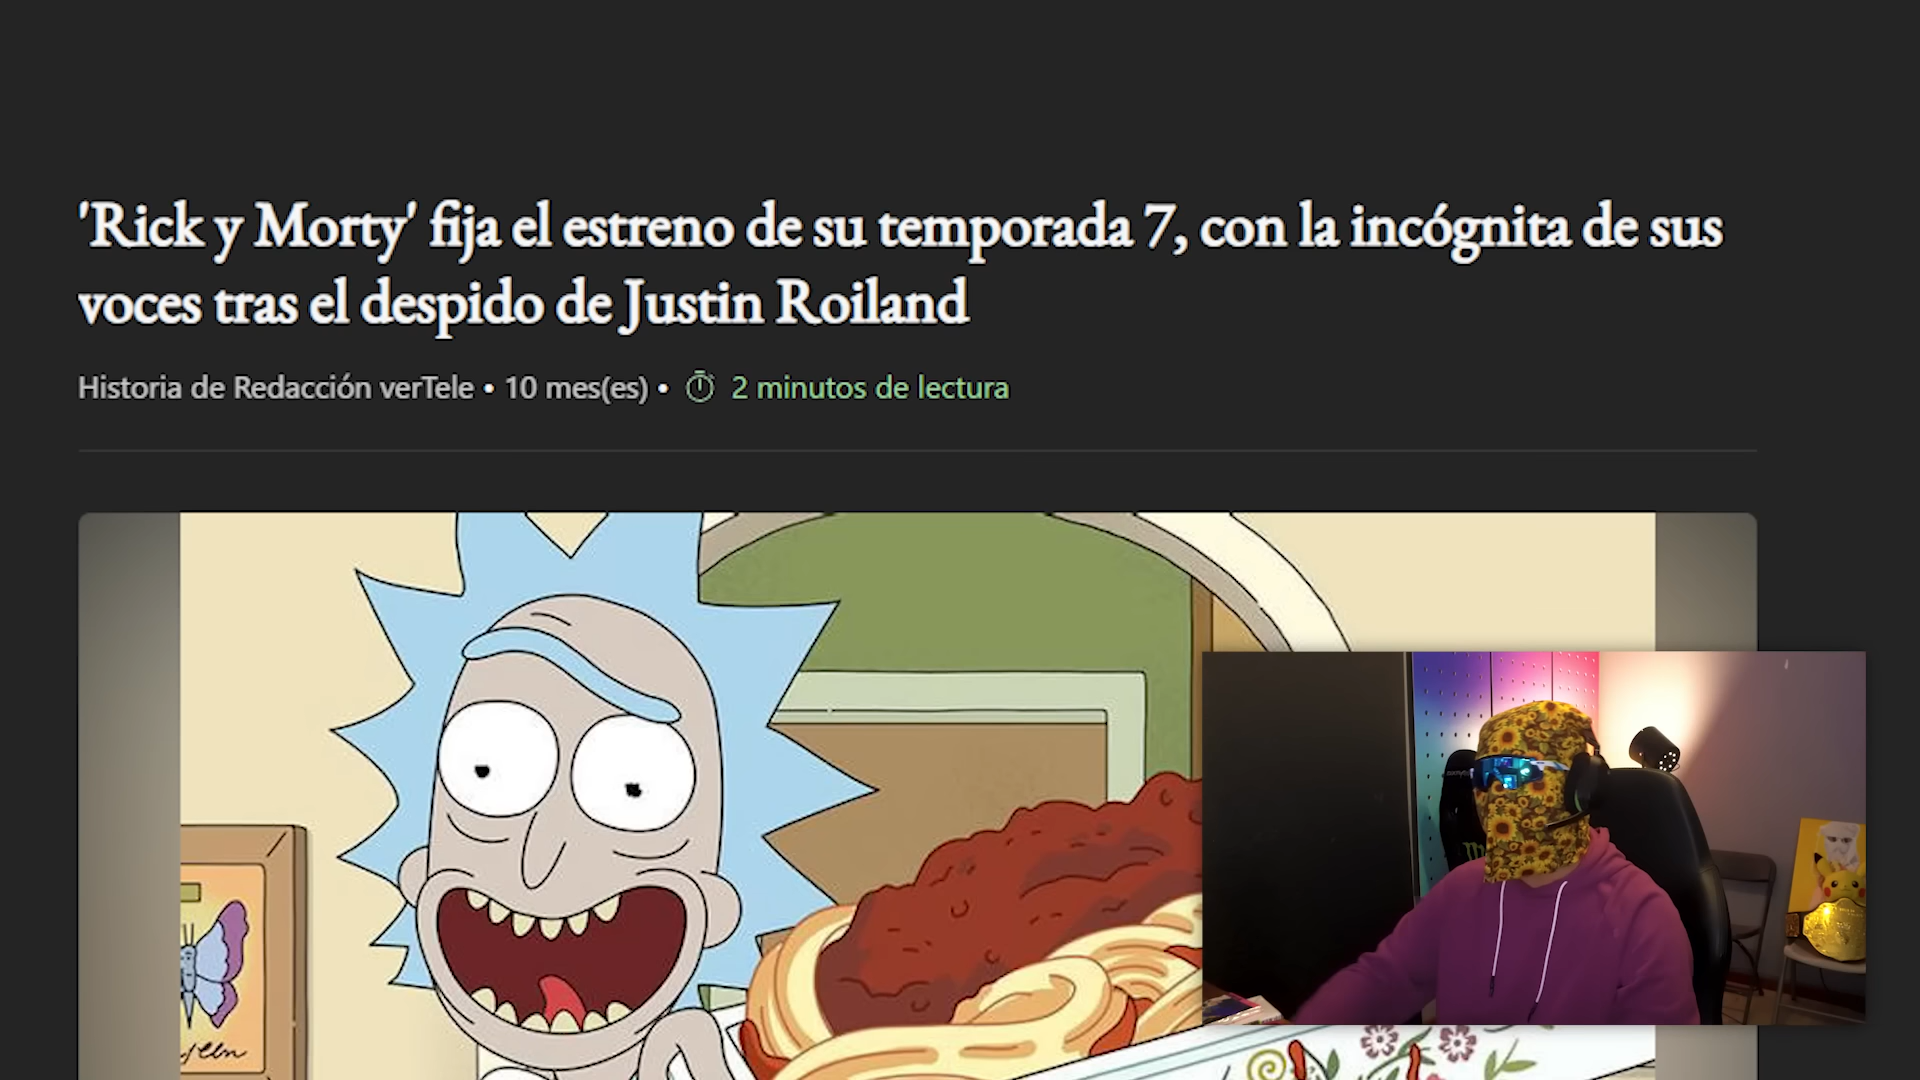 'Rick y Morty' fija el estreno de su temporada 7, con la incógnita de sus
voces tras el despido de Justin Roiland
Historia de Redacción verTele • 10 mes(es) • 2 minutos de lectura